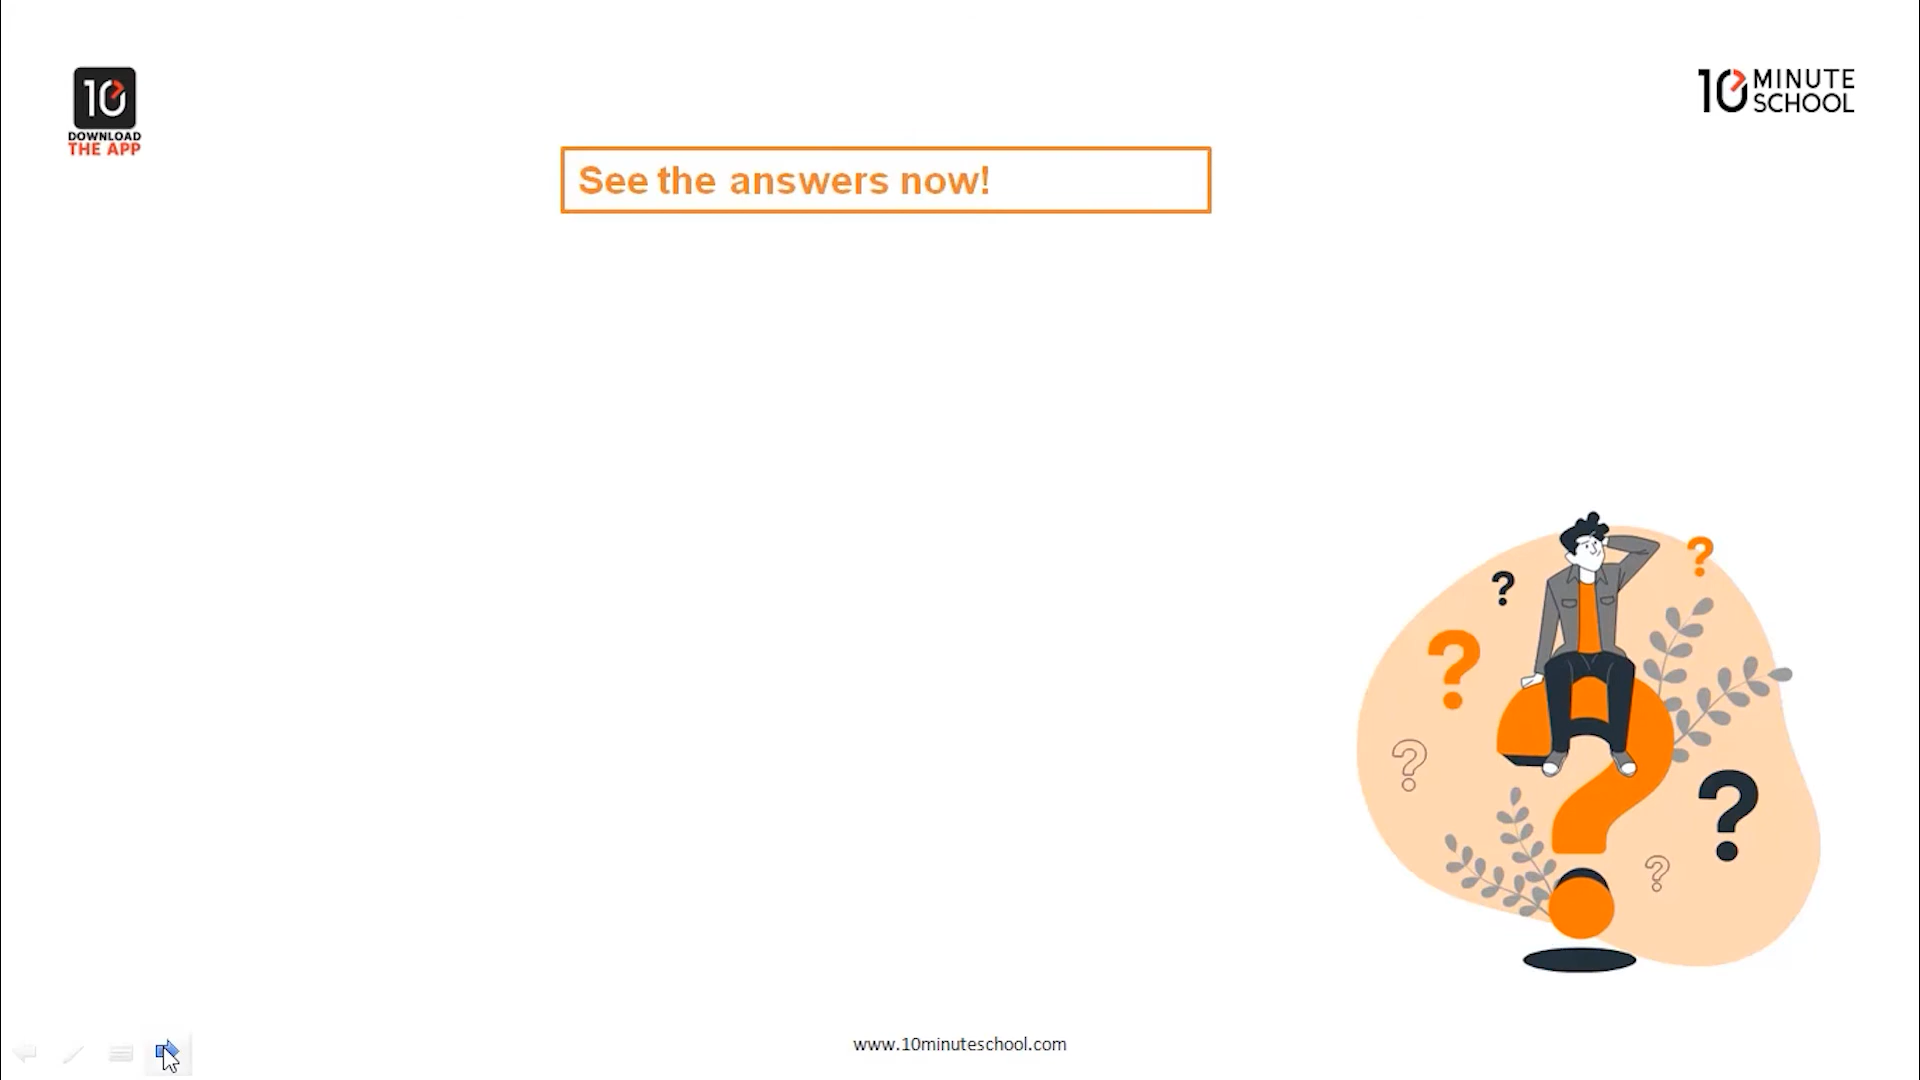 10
DOWNLOAD
THE APP
10 MINUTE
SCHOOL
See the answers now!
?
?
?
?
?
?
?
www.10minuteschool.com